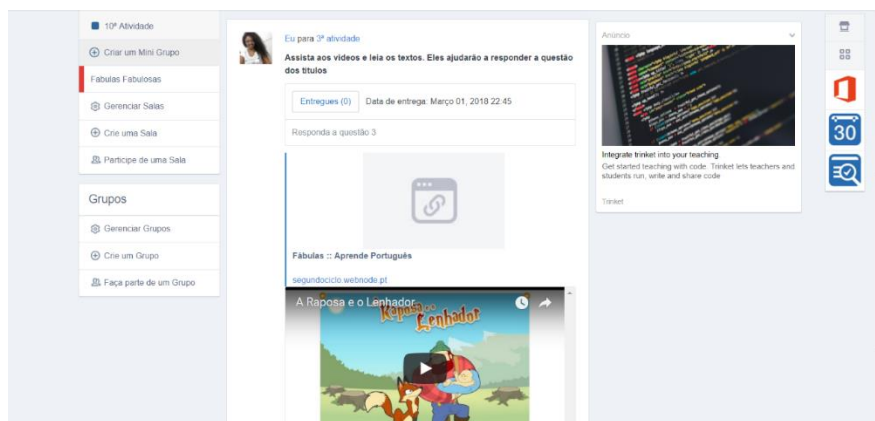 10ª Atividade
Criar um Mini Grupo
Fabulas Fabulosas
Gerenciar Salas
Crie uma Sala
Participe de uma Sala
Grupos
Gerenciar Grupos
Crie um Grupo
Faça parte de um Grupo
Eu para 3ª atividade
Assista aos videos e leia os textos. Eles ajudarão a responder a questão
dos titulos
Entregues (0) Data de entrega: Março 01, 2018 22:45
Responda a questão 3
Fábulas :: Aprende Português
segundociclo.webnode.pt
A Raposa e o Lenhador
Raposa e o
Lenhador
Anúncio
Integrate trinket into your teaching
Get started teaching with code. Trinket lets teachers and
students run, write and share code
Trinket
30